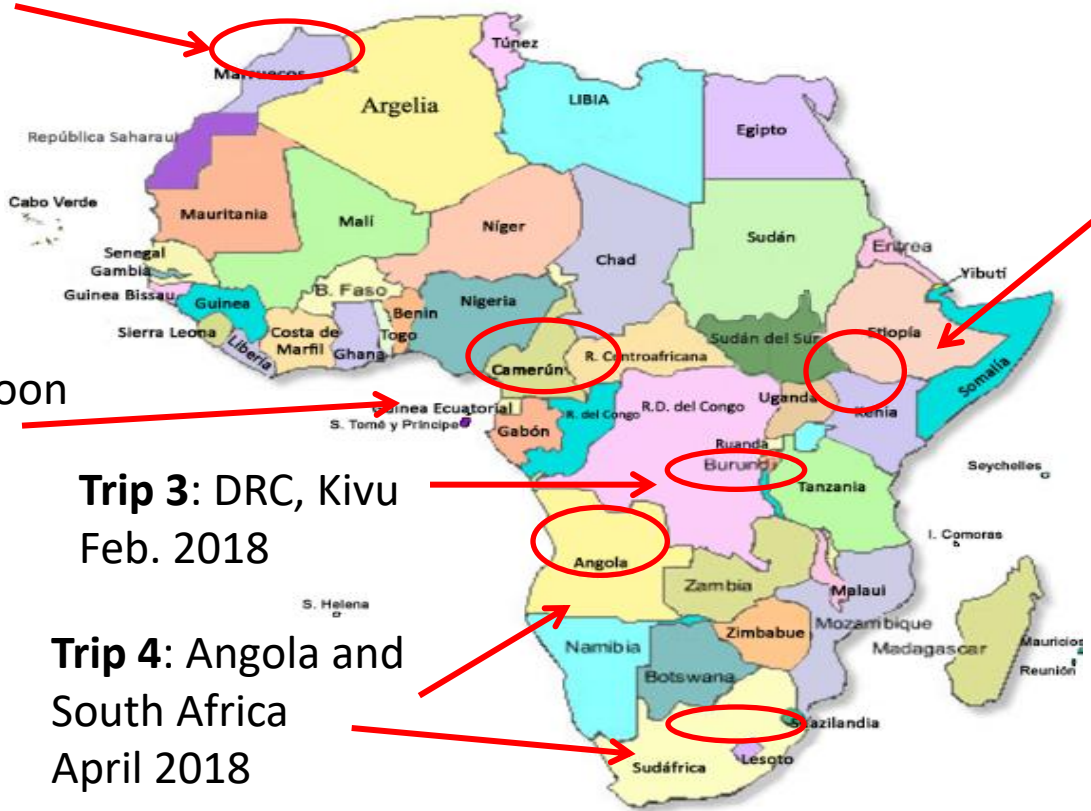 Túnez
Marruecos
Argelia
LIBIA
Egipto
República Saharaui
Cabo Verde
Mauritania
Malí
Níger
Chad
Sudán
Eritrea
Yibuti
Senegal
Gambia
Guinea Bissau
Guinea
B. Faso
Nigeria
Benin
Togo
Sierra Leona
Liberia
Costa de
Marfil
Ghana
Camerún
R. Centroafricana
Sudán del Sur
Etiopía
Somalia
oon
Guinea Ecuatorial
S. Tomé y Príncipe
Gabón
R. del Congo
R.D. del Congo
Uganda
Kenia
Ruanda
Burundi
Tanzania
Seychelles
Trip 3: DRC, Kivu
Feb. 2018
I. Comoras
Angola
Zambia
Malaui
Mozambique
S. Helena
Zimbabue
Madagascar
Mauricios
Reunión
Namibia
Botswana
Trip 4: Angola and
South Africa
April 2018
Swazilandia
Lesoto
Sudáfrica